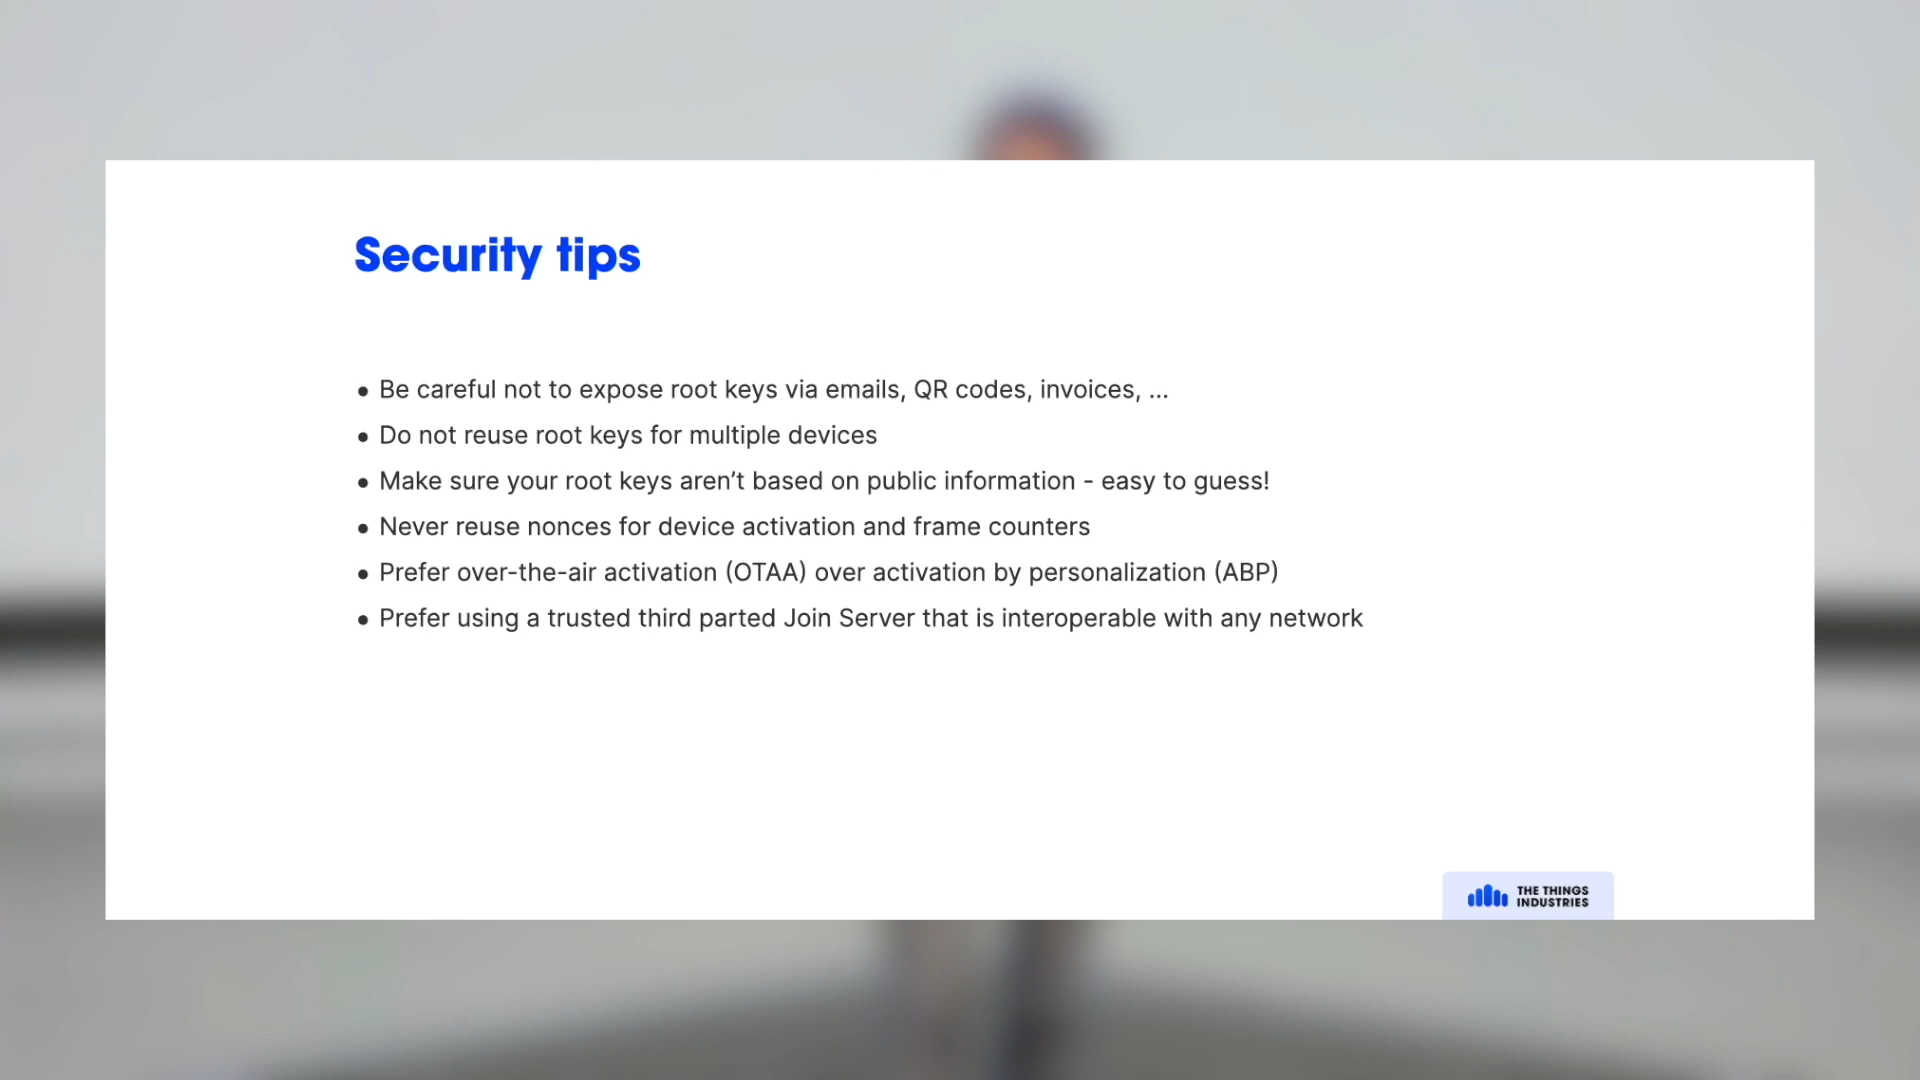 Security tips
• Be careful not to expose root keys via emails, QR codes, invoices, ...
• Do not reuse root keys for multiple devices
• Make sure your root keys aren’t based on public information - easy to guess!
• Never reuse nonces for device activation and frame counters
• Prefer over-the-air activation (OTAA) over activation by personalization (ABP)
• Prefer using a trusted third parted Join Server that is interoperable with any network
THE THINGS
INDUSTRIES